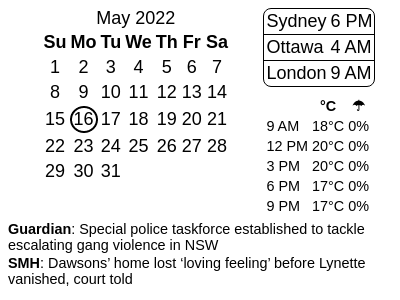 May 2022
Su Mo Tu We Th Fr Sa
1 2 3 4 5 6 7
8 9 10 11 12 13 14
15 16 17 18 19 20 21
22 23 24 25 26 27 28
29 30 31
Sydney 6 PM
Ottawa 4 AM
London 9 AM
°C ☂
9 AM 18°C 0%
12 PM 20°C 0%
3 PM 20°C 0%
6 PM 17°C 0%
9 PM 17°C 0%
Guardian: Special police taskforce established to tackle
escalating gang violence in NSW
SMH: Dawsons’ home lost ‘loving feeling’ before Lynette
vanished, court told